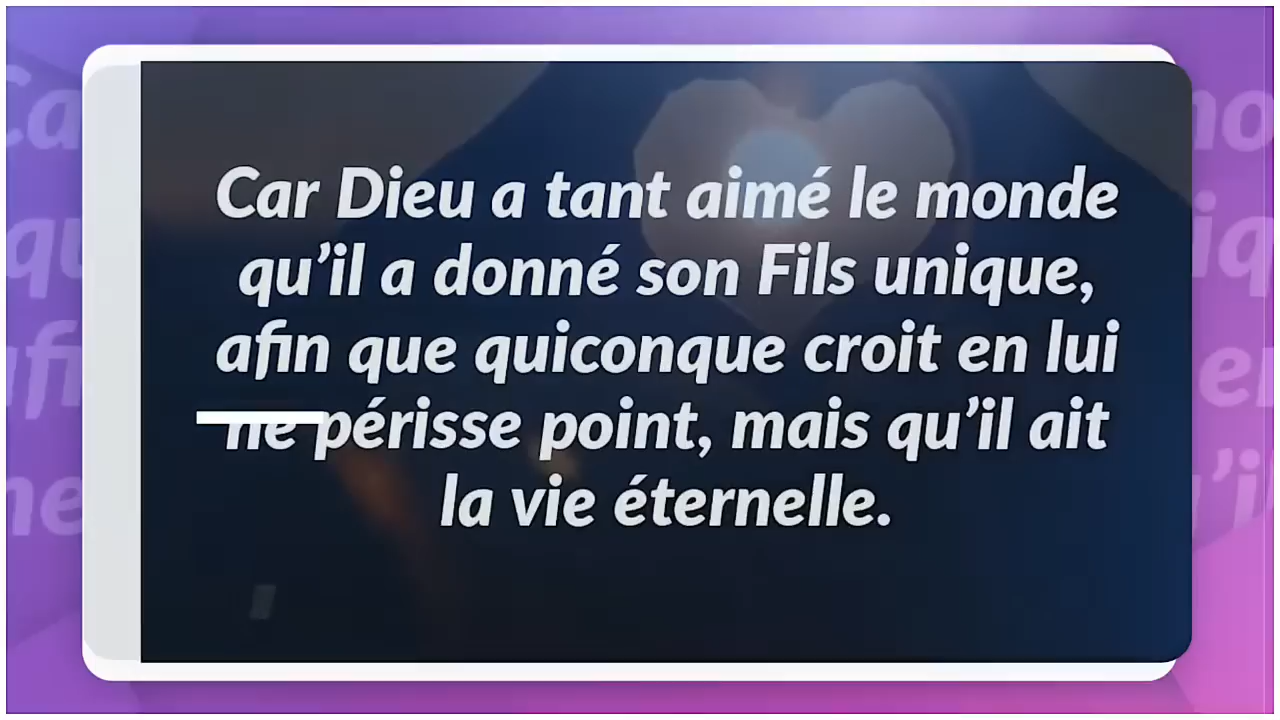 Car Dieu a tant aimé le monde
qu’il a donné son Fils unique,
afin que quiconque croit en lui
ne périsse point, mais qu’il ait
la vie éternelle.